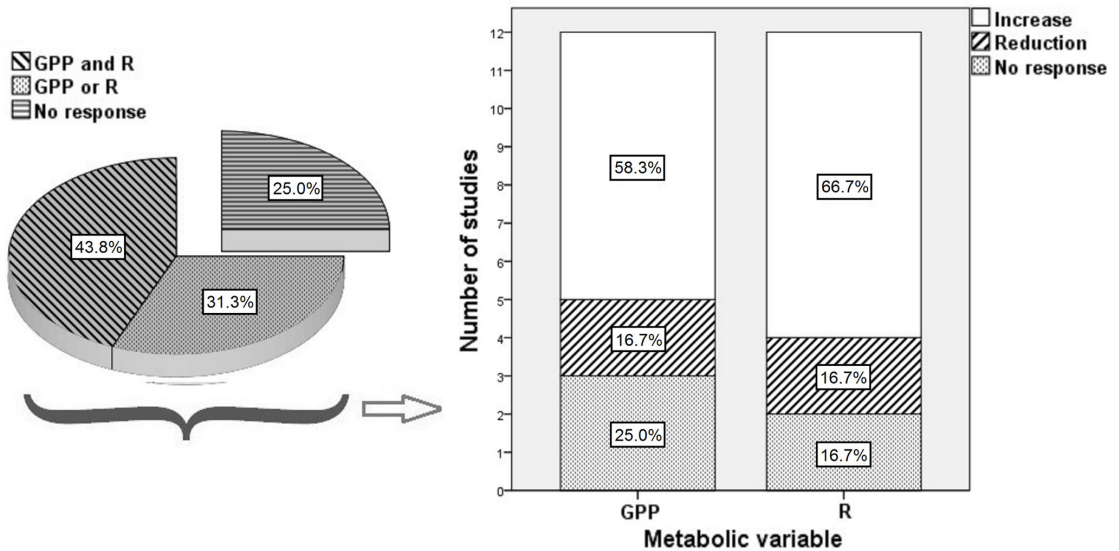 GPP and R
GPP or R
No response
25.0%
43.8%
31.3%
Increase
Reduction
No response
Number of studies
12
11
10
9
8
7
6
5
4
3
2
1
0
58.3%
16.7%
25.0%
66.7%
16.7%
16.7%
GPP
R
Metabolic variable